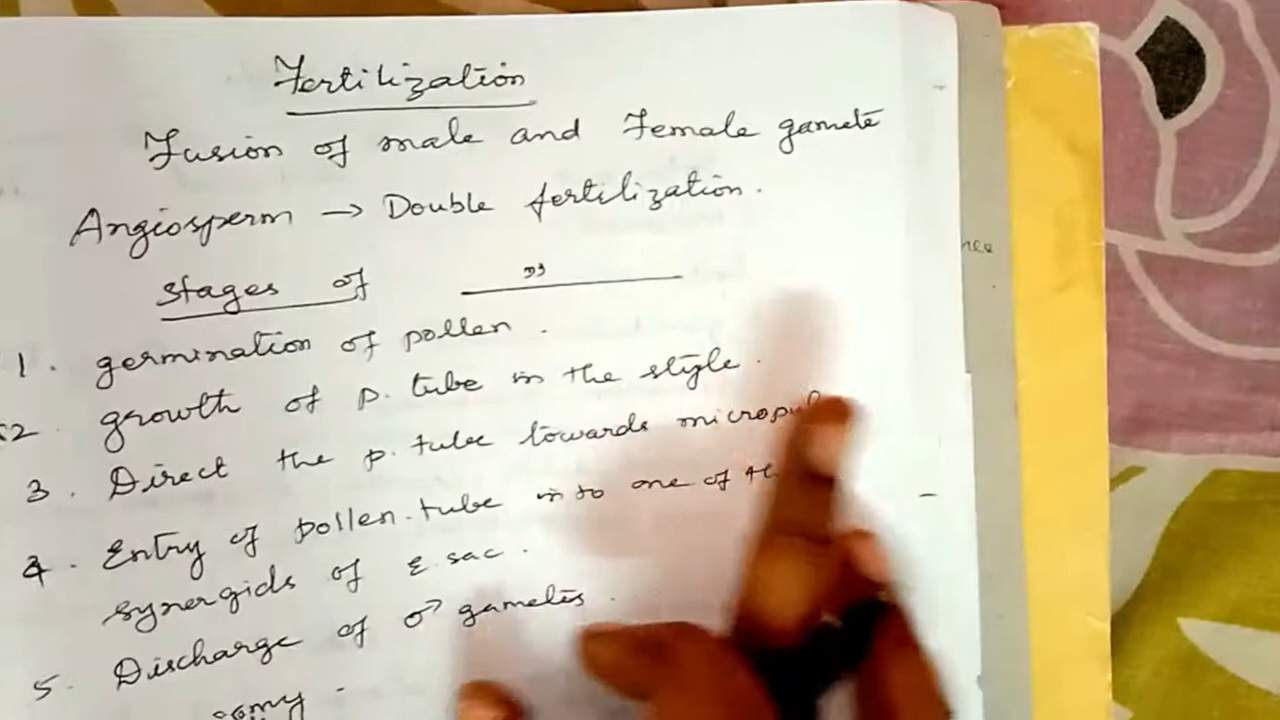 Fertilization
Fusion of male and Female gamete
Angiosperm → Double fertilization.
Stages of
1. germination of pollen.
2. growth of p. tube in the style.
3. Direct the p. tube towards
4. Entry of pollen.tube into one of
synergids of E. sac.
5. Discharge of ♂ gametes.